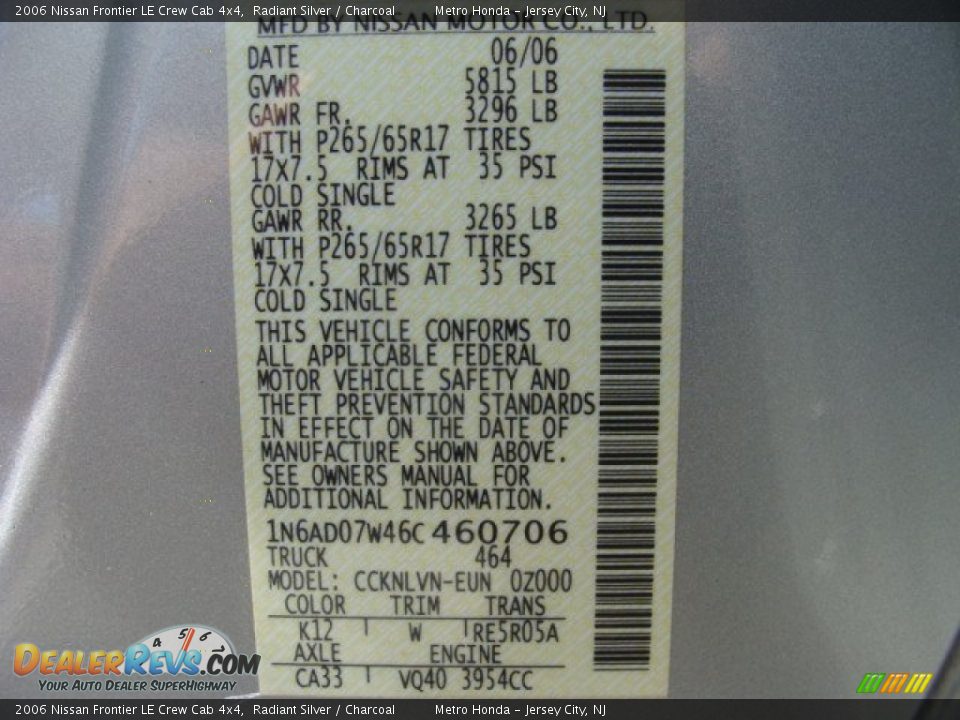 2006 Nissan Frontier LE Crew Cab 4x4,  Radiant Silver / Charcoal          Metro Honda - Jersey City, NJ
MFD BY NISSAN MOTOR CO., LTD.
DATE 06/06
GVWR 5815 LB
GAWR FR. 3296 LB
WITH P265/65R17 TIRES
17X7.5 RIMS AT 35 PSI
COLD SINGLE
GAWR RR. 3265 LB
WITH P265/65R17 TIRES
17X7.5 RIMS AT 35 PSI
COLD SINGLE
THIS VEHICLE CONFORMS TO
ALL APPLICABLE FEDERAL
MOTOR VEHICLE SAFETY AND
THEFT PREVENTION STANDARDS
IN EFFECT ON THE DATE OF
MANUFACTURE SHOWN ABOVE.
SEE OWNERS MANUAL FOR
ADDITIONAL INFORMATION.
1N6AD07W46C460706
TRUCK 464
MODEL: CCKNLVN-EUN 0Z000
COLOR TRIM TRANS
K12 W RE5R05A
AXLE ENGINE
CA33 VQ40 3954CC
4 5 6
DEALERREVS.COM
YOUR AUTO DEALER SUPERHIGHWAY
2006 Nissan Frontier LE Crew Cab 4x4,  Radiant Silver / Charcoal          Metro Honda - Jersey City, NJ